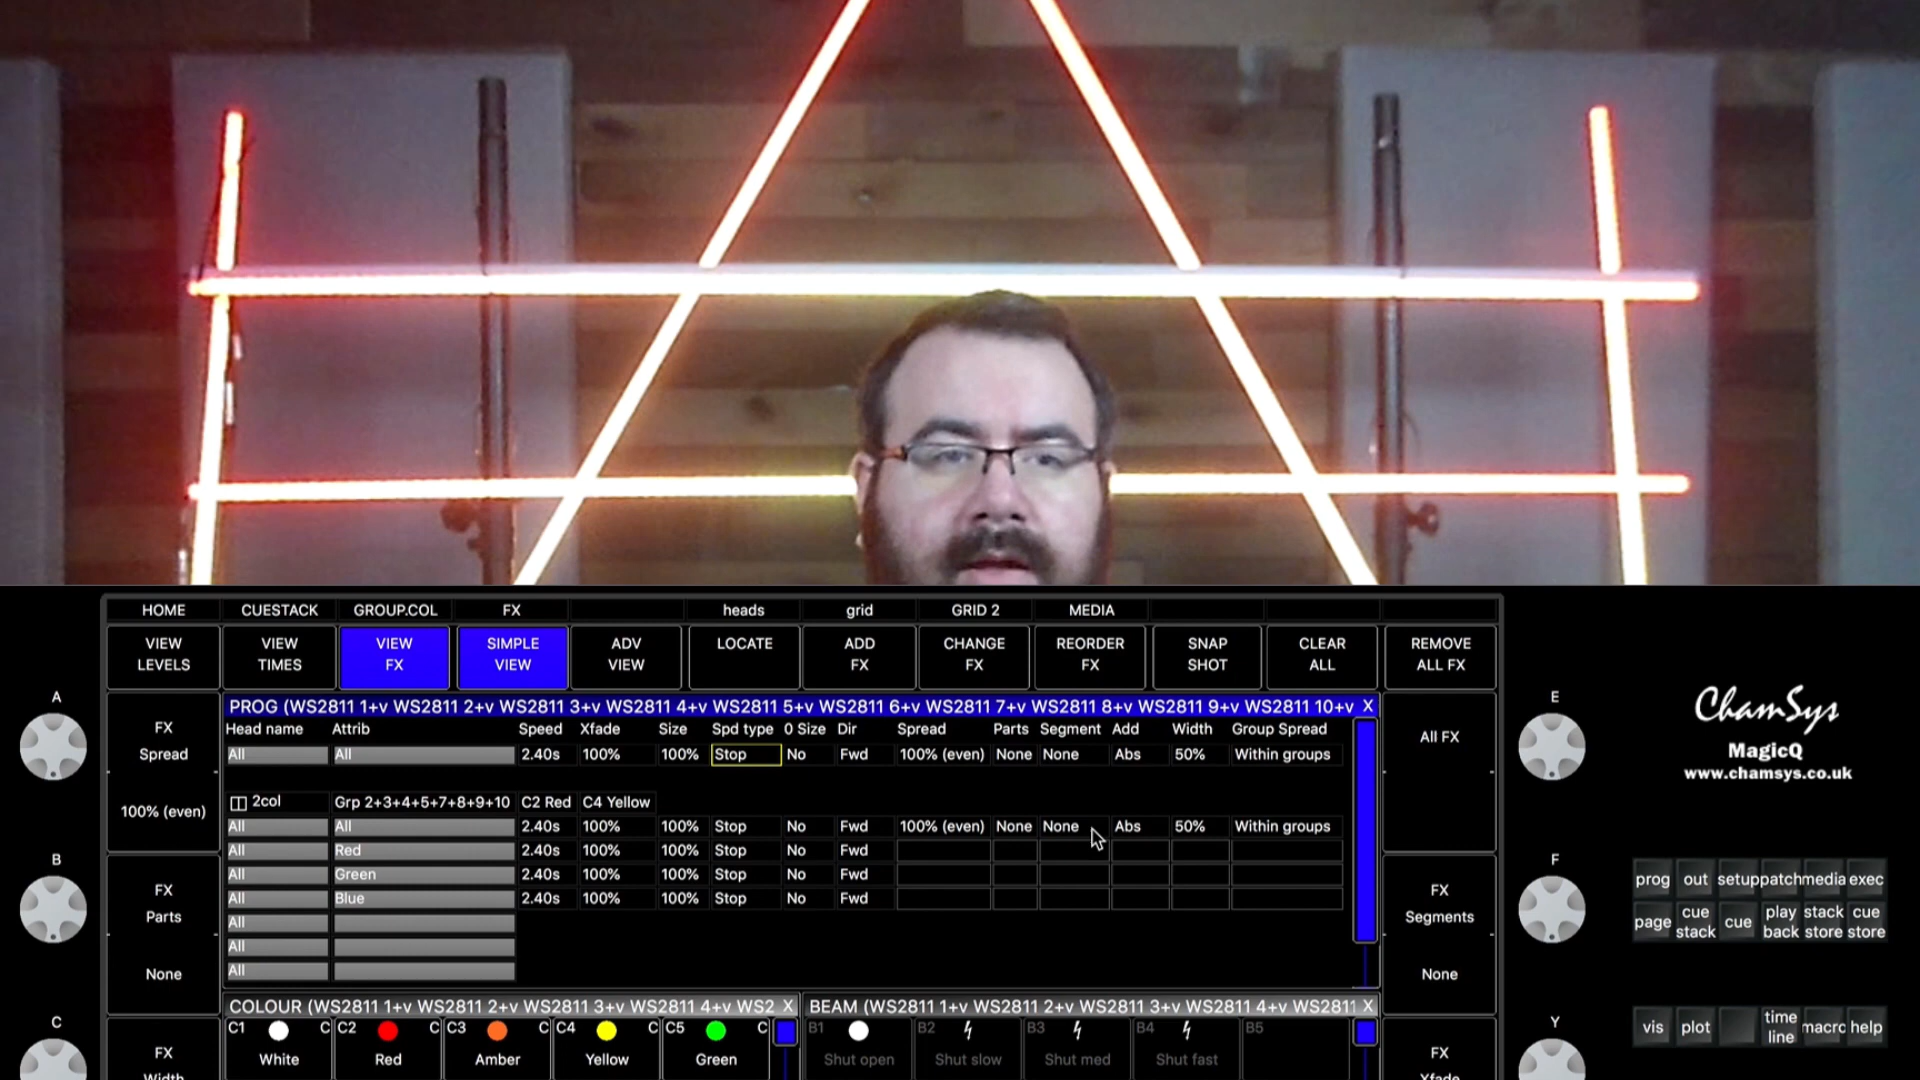 HOME CUESTACK GROUP.COL FX heads grid GRID 2 MEDIA
VIEW LEVELS VIEW TIMES VIEW FX SIMPLE VIEW ADV VIEW LOCATE ADD FX CHANGE FX REORDER FX SNAP SHOT CLEAR ALL REMOVE ALL FX
A
FX
Spread
100% (even)
B
FX
Parts
None
C
FX
Width
PROG (WS2811 1+v WS2811 2+v WS2811 3+v WS2811 4+v WS2811 5+v WS2811 6+v WS2811 7+v WS2811 8+v WS2811 9+v WS2811 10+v X
Head name Attrib Speed Xfade Size Spd type 0 Size Dir Spread Parts Segment Add Width Group Spread
All All 2.40s 100% 100% Stop No Fwd 100% (even) None None Abs 50% Within groups
2col Grp 2+3+4+5+7+8+9+10 C2 Red C4 Yellow
All All 2.40s 100% 100% Stop No Fwd 100% (even) None None Abs 50% Within groups
All Red 2.40s 100% 100% Stop No Fwd
All Green 2.40s 100% 100% Stop No Fwd
All Blue 2.40s 100% 100% Stop No Fwd
All
All
All
COLOUR (WS2811 1+v WS2811 2+v WS2811 3+v WS2811 4+v WS2 X
C1 C C2 C C3 C C4 C C5 C
White Red Amber Yellow Green
BEAM (WS2811 1+v WS2811 2+v WS2811 3+v WS2811 4+v WS2811 X
B1 B2 B3 B4 B5
Shut open Shut slow Shut med Shut fast
All FX
E
FX
Segments
None
F
FX
Xfade
Y
ChamSys
MagicQ
www.chamsys.co.uk
prog out setup patch media exec
page cue stack cue play back stack store cue store
vis plot time line macro help